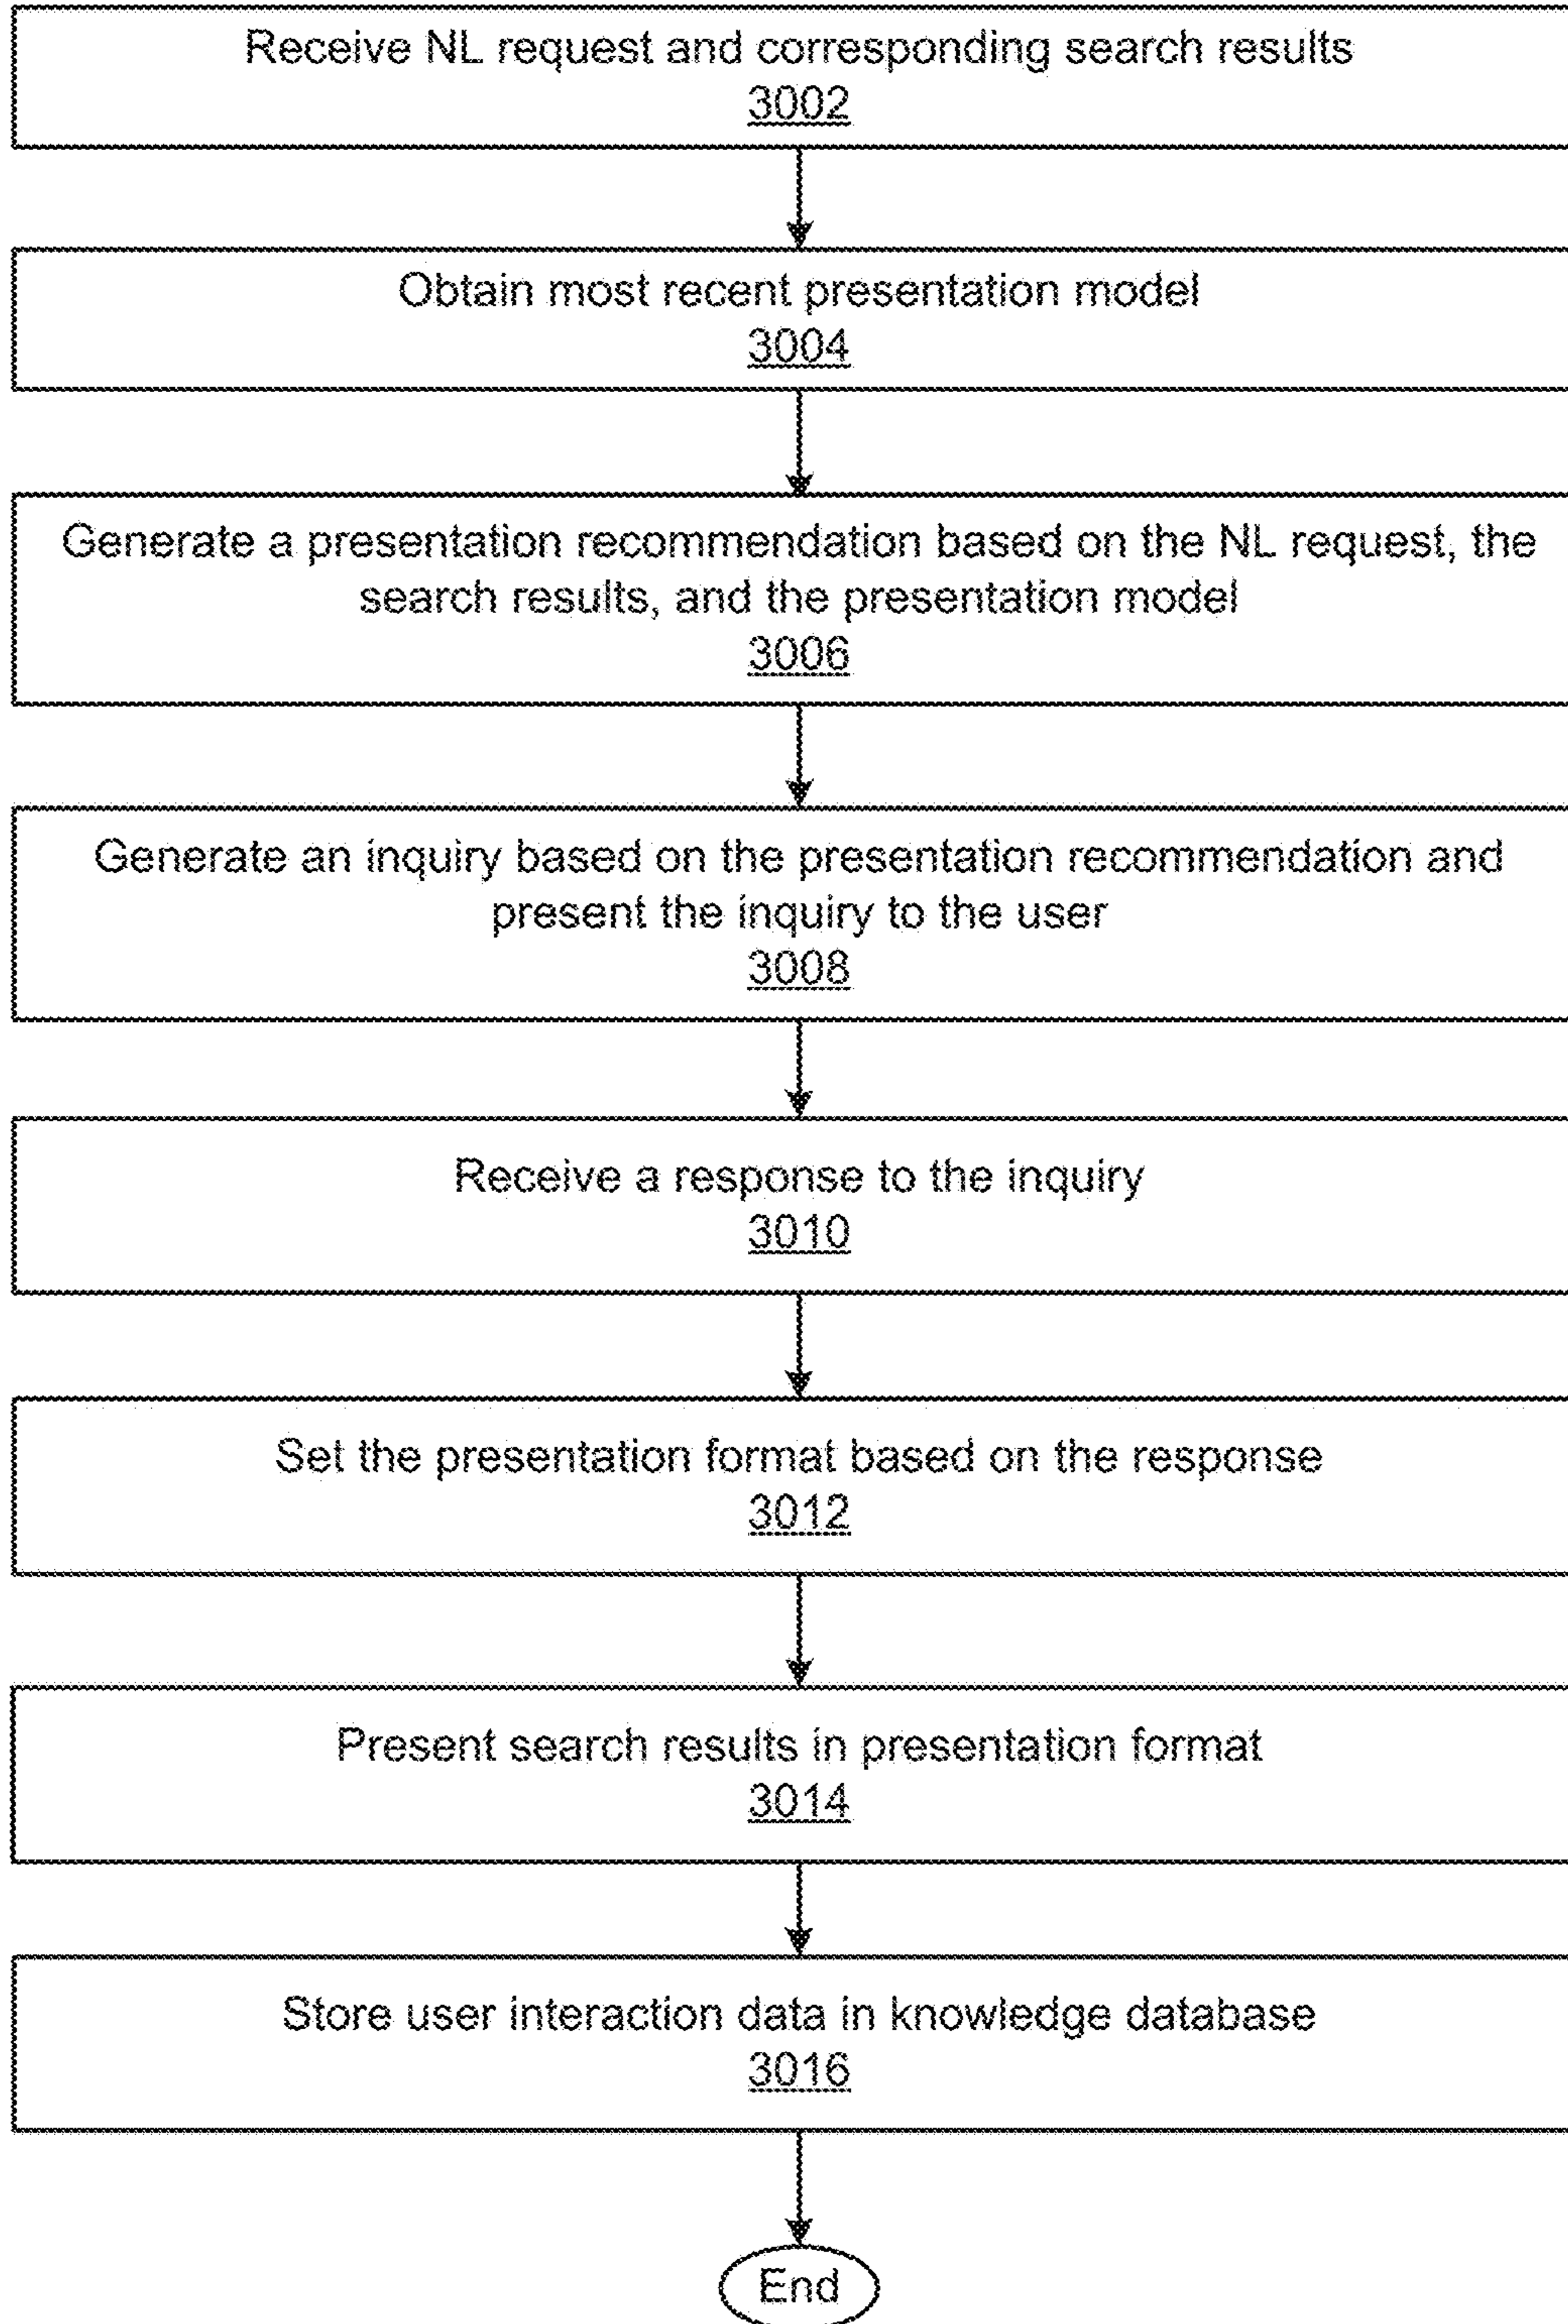 Receive NL request and corresponding search results
3002
Obtain most recent presentation model
3004
Generate a presentation recommendation based on the NL request, the
search results, and the presentation model
3006
Generate an inquiry based on the presentation recommendation and
present the inquiry to the user
3008
Receive a response to the inquiry
3010
Set the presentation format based on the response
3012
Present search results in presentation format
3014
Store user interaction data in knowledge database
3016
End